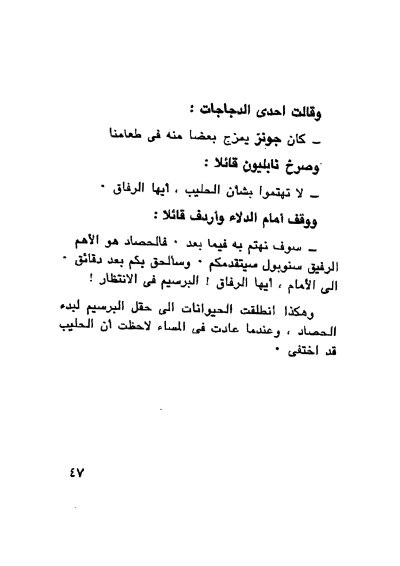 وقالت احدى الدجاجات :
ـ كان جونز يمزج بعضا منه فى طعامنا
وصرخ نابليون قائلا :
ـ لا تهتموا بشأن الحليب ، أيها الرفاق ٠
ووقف أمام الدلاء وأردف قائلا :
ـ سوف نهتم به فيما بعد ٠ فالحصاد هو الأهم
الرفيق سنوبول سيتقدمكم ٠ وسألحق بكم بعد دقائق ٠
الى الأمام ، أيها الرفاق ! البرسيم فى الانتظار !
وهكذا انطلقت الحيوانات الى حقل البرسيم لبدء
الحصاد ، وعندما عادت فى المساء لاحظت أن الحليب
قد اختفى ٠
٤٧